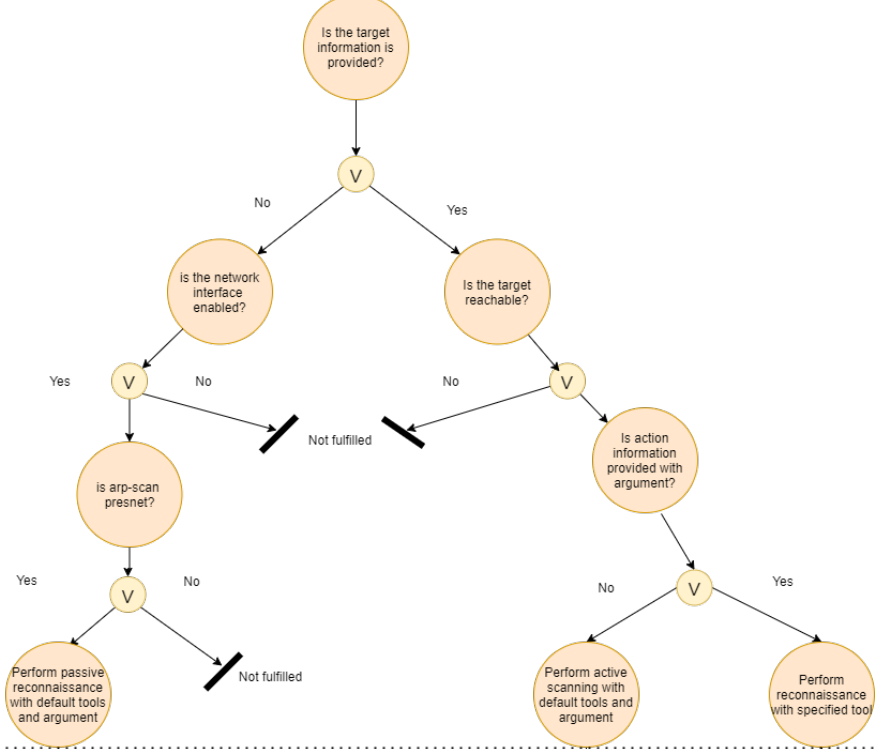 Is the target
information is
provided?
V
No
Yes
is the network
interface
enabled?
Is the target
reachable?
Yes
V
No
No
V
Not fulfilled
Is action
information
provided with
argument?
is arp-scan
presnet?
Yes
V
No
No
V
Yes
Not fulfilled
Perform passive
reconnaissance
with default tools
and argument
Perform active
scanning with
default tools and
argument
Perform
reconnaissance
with specified tool